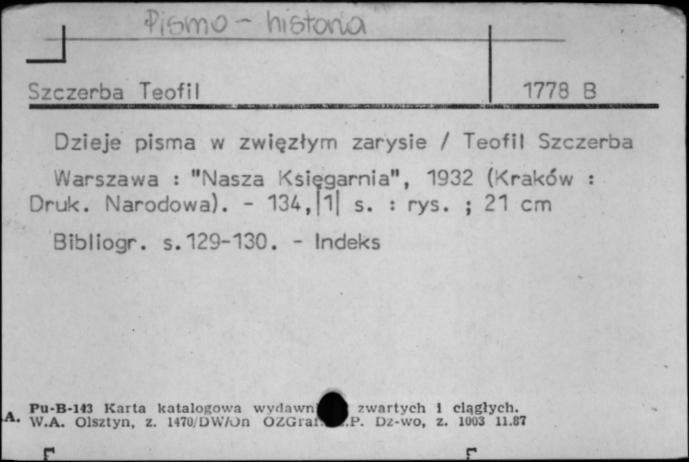 Pismo - historia
Szczerba Teofil 1778 B
Dzieje pisma w zwięzłym zarysie / Teofil Szczerba
Warszawa : "Nasza Księgarnia", 1932 (Kraków :
Druk. Narodowa). - 134,|1| s. : rys. ; 21 cm
Bibliogr. s.129-130. - Indeks
Pu-B-143 Karta katalogowa wydawn zwartych i ciągłych.
A. W.A. Olsztyn, z. 1470/DW/On OZGraf. .P. Dz-wo, z. 1003 11.87